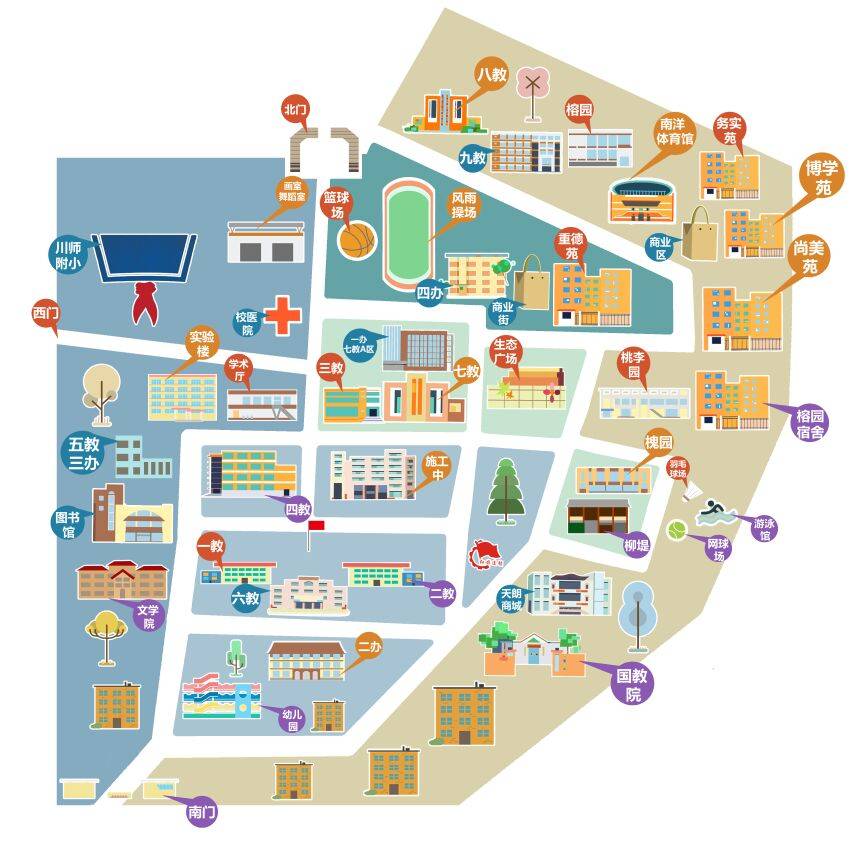 八教
北门
榕园
南洋
体育馆
务实
苑
九教
博学
苑
画室
舞蹈室
篮球
场
风雨
操场
川师
附小
重德
苑
商业
区
尚美
苑
四办
商业
街
西门
校医
院
实验
楼
一办
七教A区
生态
广场
学术
厅
三教
七教
桃李
园
榕园
宿舍
五教
三办
槐园
施工
中
羽毛
球场
四教
图书
馆
游泳
馆
柳堤
网球
场
一教
六教
二教
天朗
商城
文学
院
二办
国教
院
幼儿
园
南门